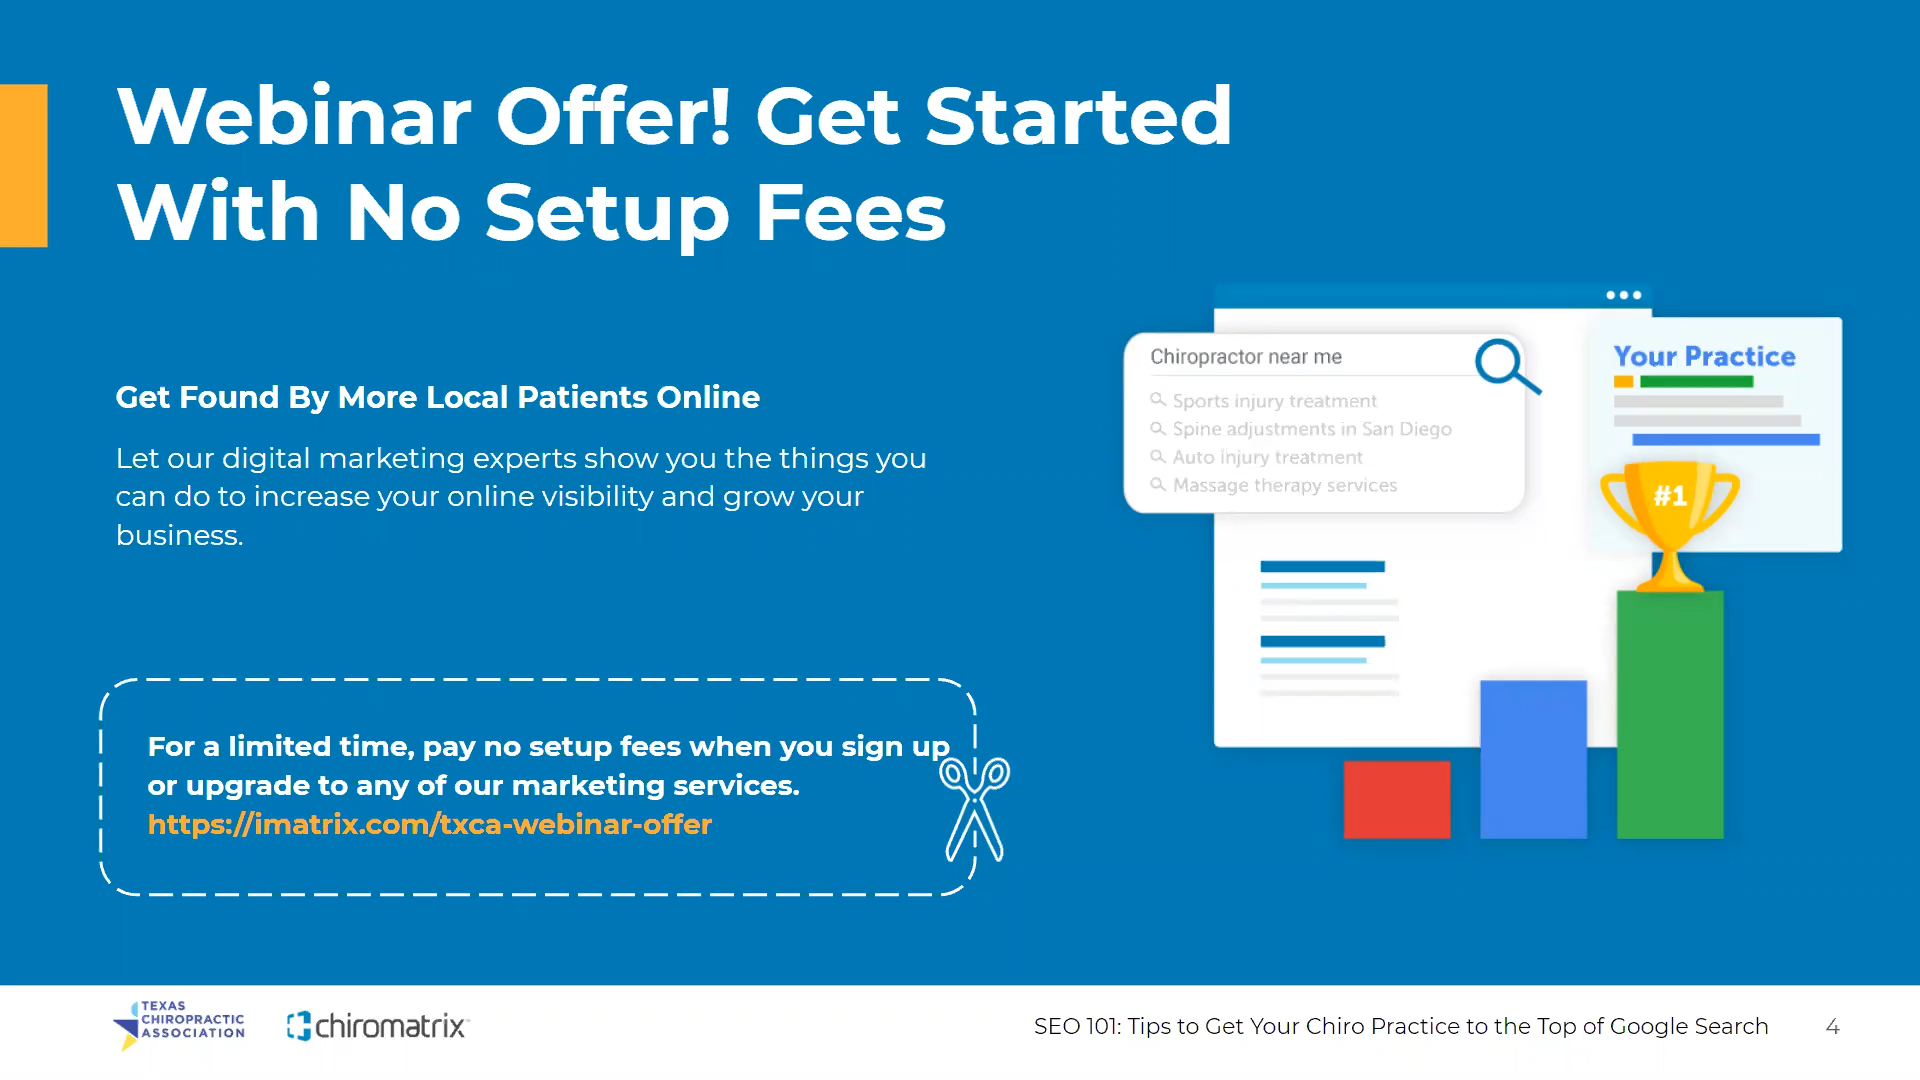 Webinar Offer! Get Started
With No Setup Fees
Get Found By More Local Patients Online
Let our digital marketing experts show you the things you
can do to increase your online visibility and grow your
business.
For a limited time, pay no setup fees when you sign up
or upgrade to any of our marketing services.
https://imatrix.com/txca-webinar-offer
Chiropractor near me
Sports injury treatment
Spine adjustments in San Diego
Auto injury treatment
Massage therapy services
Your Practice
#1
TEXAS
CHIROPRACTIC
ASSOCIATION
chiromatrix
SEO 101: Tips to Get Your Chiro Practice to the Top of Google Search
4